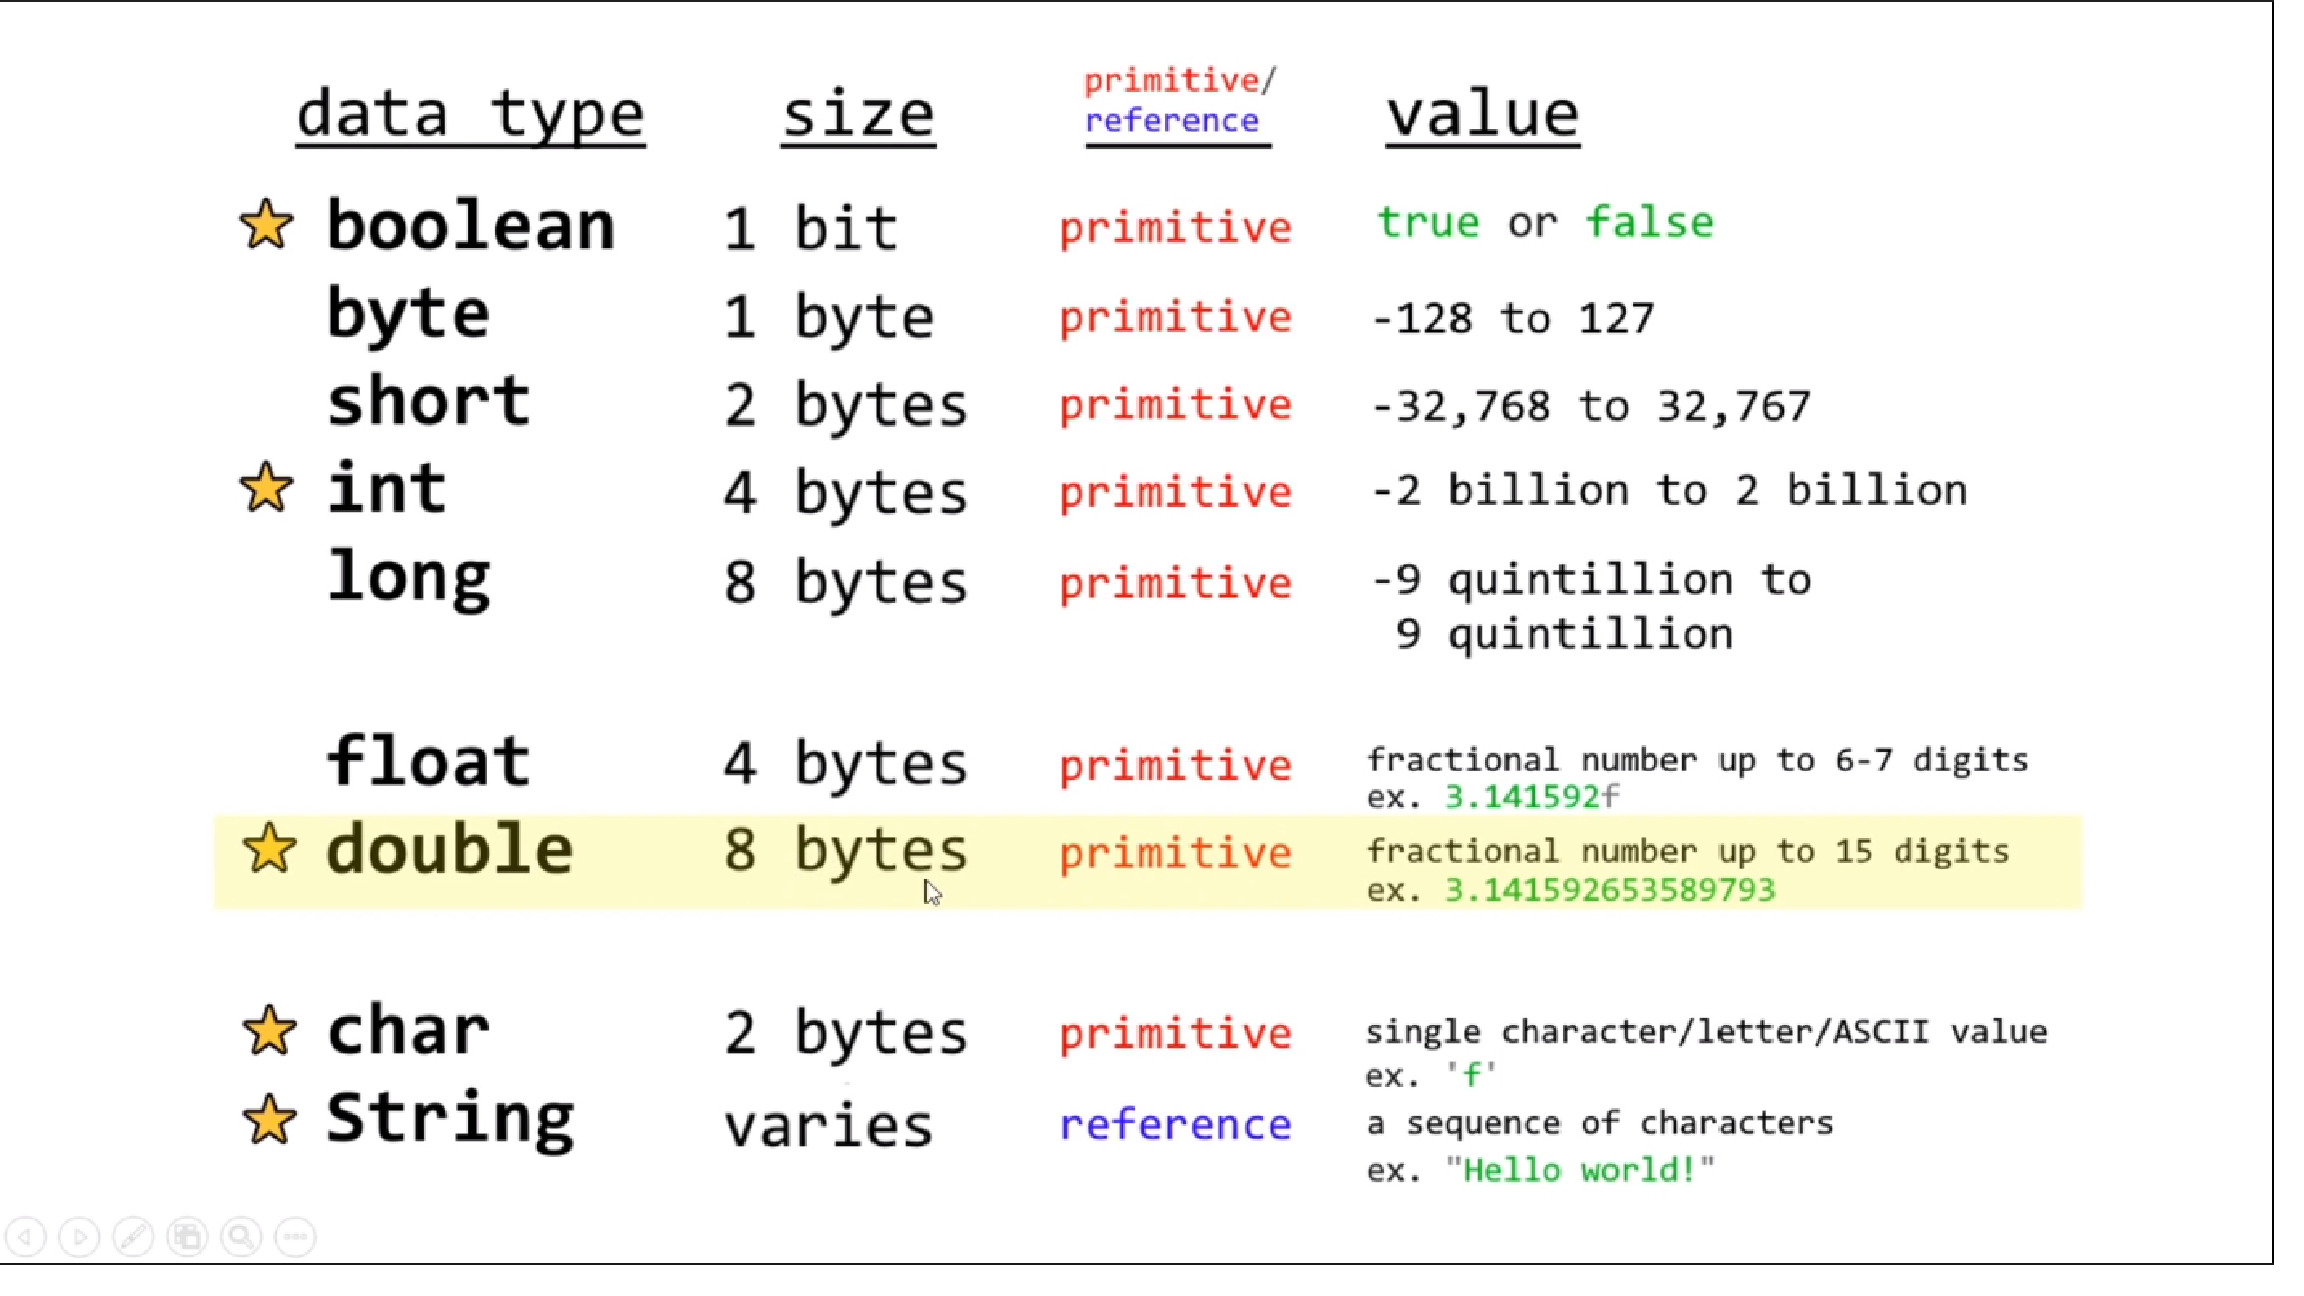 data type size primitive/ reference value
boolean 1 bit primitive true or false
byte 1 byte primitive -128 to 127
short 2 bytes primitive -32,768 to 32,767
int 4 bytes primitive -2 billion to 2 billion
long 8 bytes primitive -9 quintillion to
9 quintillion
float 4 bytes primitive fractional number up to 6-7 digits
ex. 3.141592f
double 8 bytes primitive fractional number up to 15 digits
ex. 3.141592653589793
char 2 bytes primitive single character/letter/ASCII value
ex. 'f'
String varies reference a sequence of characters
ex. "Hello world!"